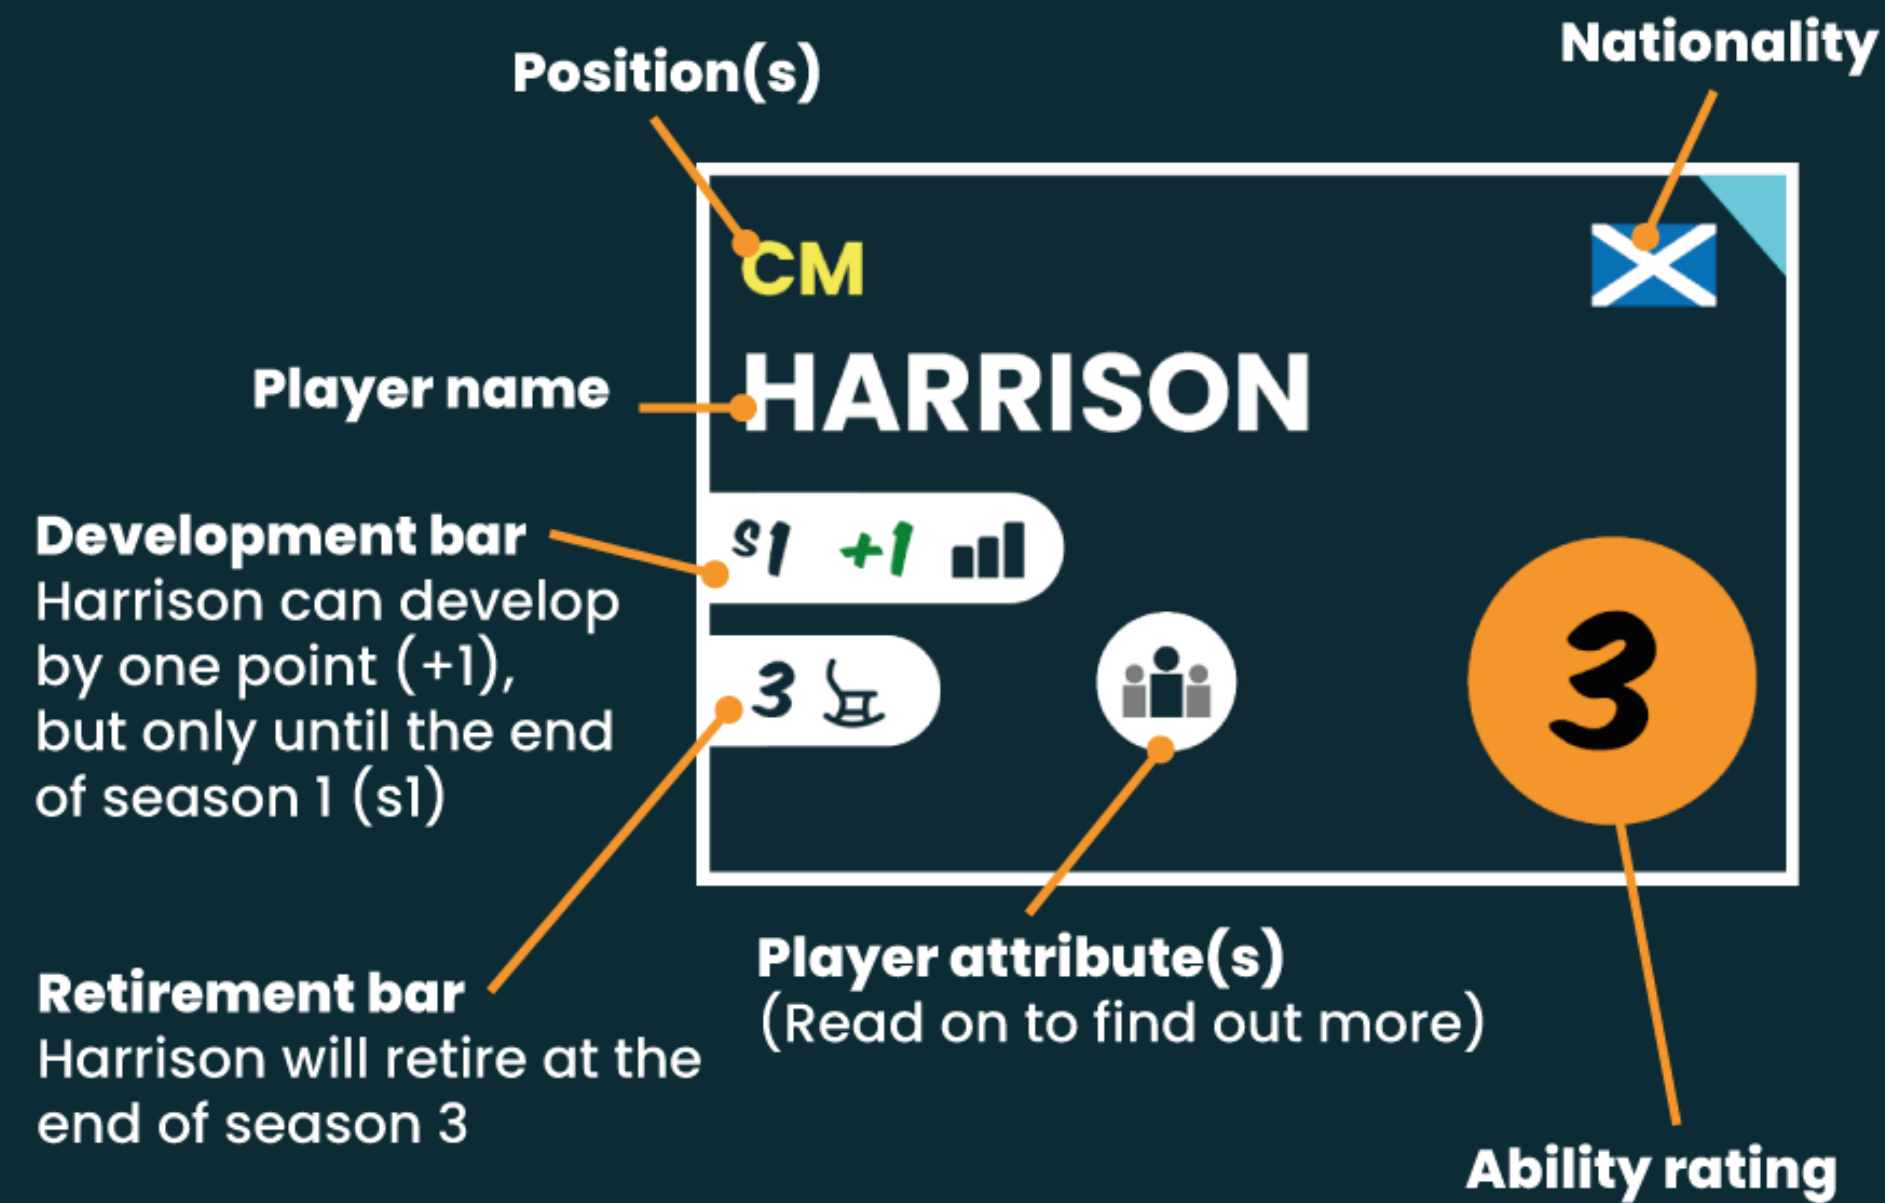 Position(s)
Nationality
CM
Player name
HARRISON
Development bar
Harrison can develop
by one point (+1),
but only until the end
of season 1 (s1)
s1 +1
3
3
Retirement bar
Harrison will retire at the
end of season 3
Player attribute(s)
(Read on to find out more)
Ability rating